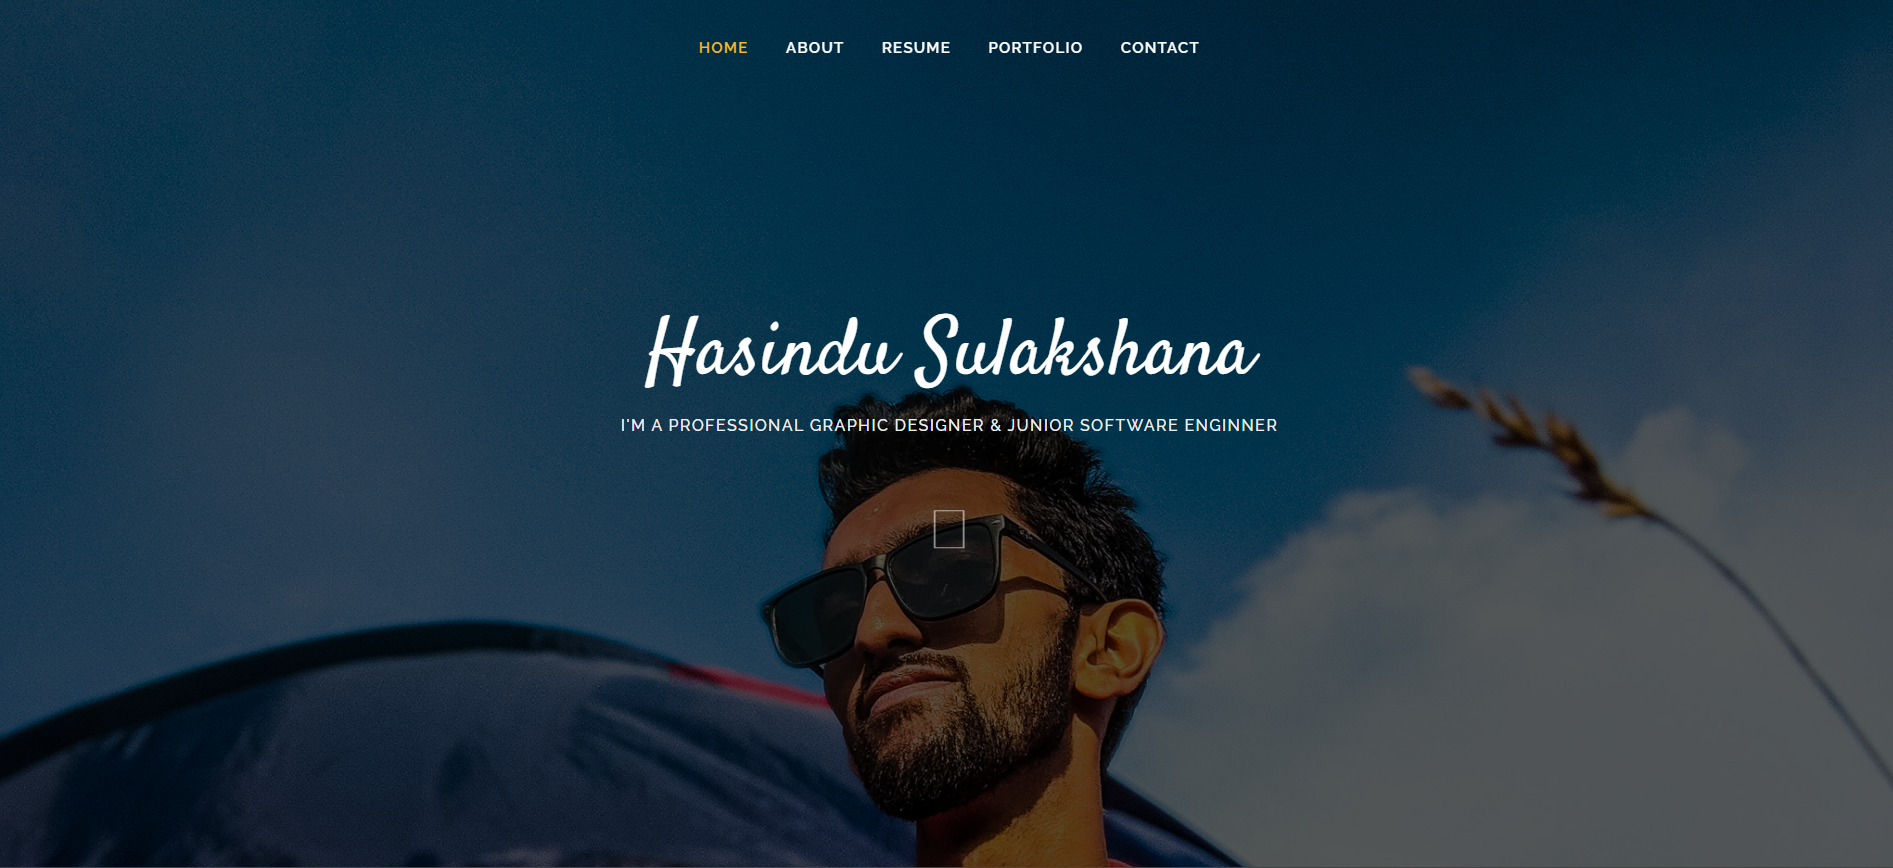 HOME ABOUT RESUME PORTFOLIO CONTACT
Hasindu Sulakshana
I'M A PROFESSIONAL GRAPHIC DESIGNER & JUNIOR SOFTWARE ENGINNER